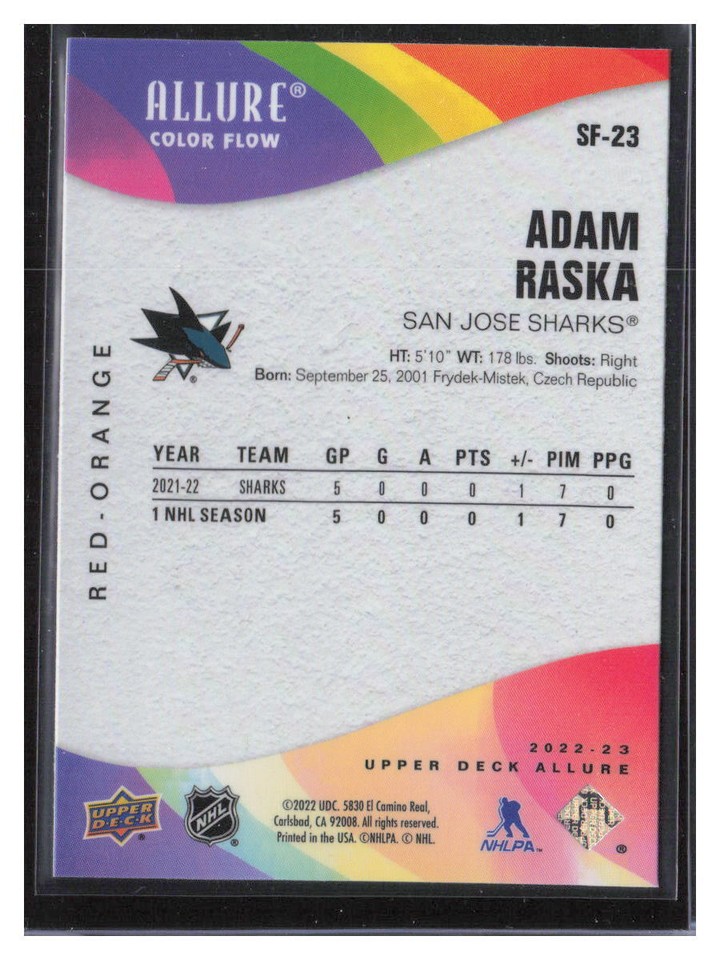 ALLURE®
COLOR FLOW
SF-23
ADAM
RASKA
SAN JOSE SHARKS®
HT: 5'10" WT: 178 lbs. Shoots: Right
Born: September 25, 2001 Frydek-Mistek, Czech Republic
RED-ORANGE
YEAR TEAM GP G A PTS +/- PIM PPG
2021-22 SHARKS 5 0 0 0 1 7 0
1 NHL SEASON 5 0 0 0 1 7 0
2022-23
UPPER DECK ALLURE
UPPER DECK ®
NHL ®
©2022 UDC. 5830 El Camino Real,
Carlsbad, CA 92008. All rights reserved.
Printed in the USA. ©NHLPA. © NHL.
NHLPA™
®